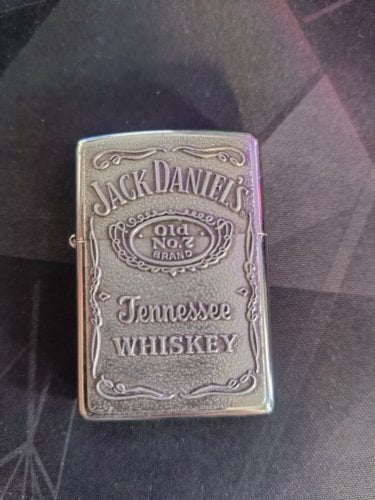 JACK DANIEL'S
Old
No. 7
BRAND
Tennessee
WHISKEY